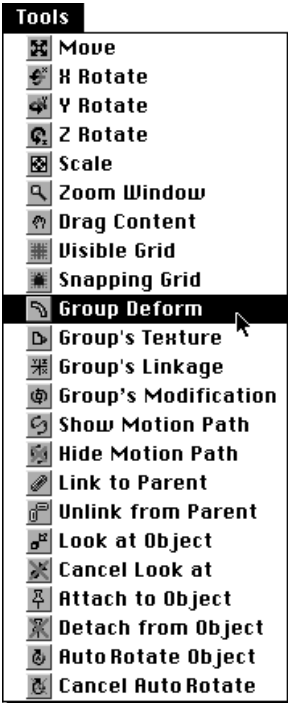 Tools
Move
X Rotate
Y Rotate
Z Rotate
Scale
Zoom Window
Drag Content
Visible Grid
Snapping Grid
Group Deform
Group's Texture
Group's Linkage
Group’s Modification
Show Motion Path
Hide Motion Path
Link to Parent
Unlink from Parent
Look at Object
Cancel Look at
Attach to Object
Detach from Object
Auto Rotate Object
Cancel Auto Rotate